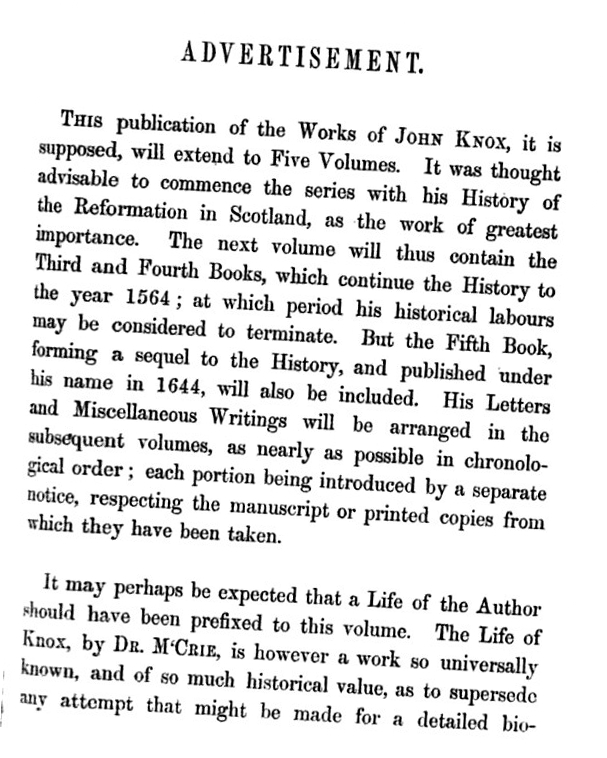 ADVERTISEMENT.
THIS publication of the Works of JOHN KNOX, it is
supposed, will extend to Five Volumes. It was thought
advisable to commence the series with his History of
the Reformation in Scotland, as the work of greatest
importance. The next volume will thus contain the
Third and Fourth Books, which continue the History to
the year 1564; at which period his historical labours
may be considered to terminate. But the Fifth Book,
forming a sequel to the History, and published under
his name in 1644, will also be included. His Letters
and Miscellaneous Writings will be arranged in the
subsequent volumes, as nearly as possible in chronolo-
gical order; each portion being introduced by a separate
notice, respecting the manuscript or printed copies from
which they have been taken.
It may perhaps be expected that a Life of the Author
should have been prefixed to this volume. The Life of
Knox, by DR. M‘CRIE, is however a work so universally
known, and of so much historical value, as to supersede
any attempt that might be made for a detailed bio-